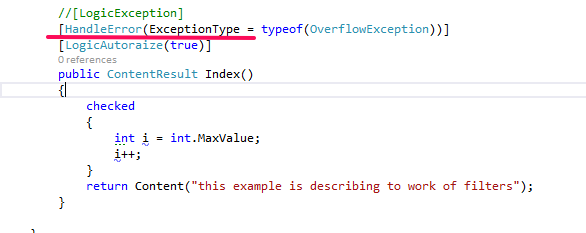 //[LogicException]
[HandleError(ExceptionType = typeof(OverflowException))]
[LogicAutoraize(true)]
0 references
public ContentResult Index()
{
checked
{
int i = int.MaxValue;
i++;
}
return Content("this example is describing to work of filters");
}
}